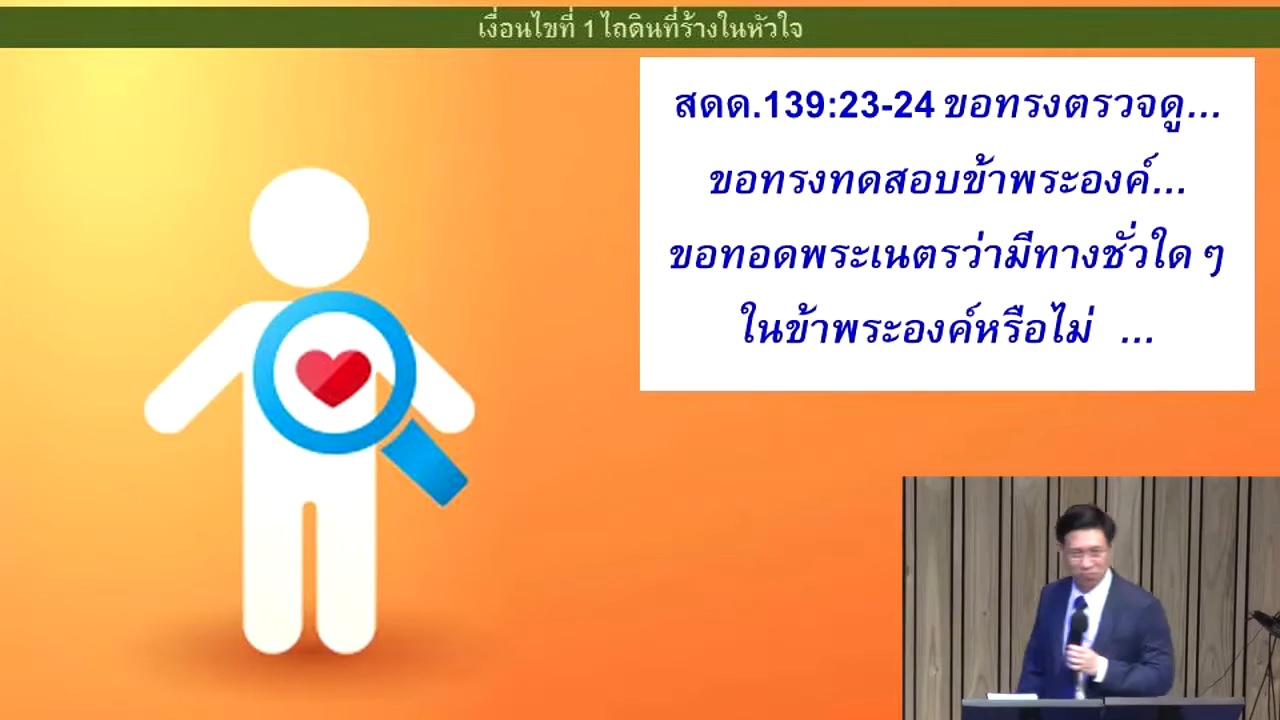 เงื่อนไขที่ 1 ไถดินที่ร้างในหัวใจ
สดด.139:23-24 ขอทรงตรวจดู...
ขอทรงทดสอบข้าพระองค์...
ขอทอดพระเนตรว่ามีทางชั่วใด ๆ
ในข้าพระองค์หรือไม่ ...